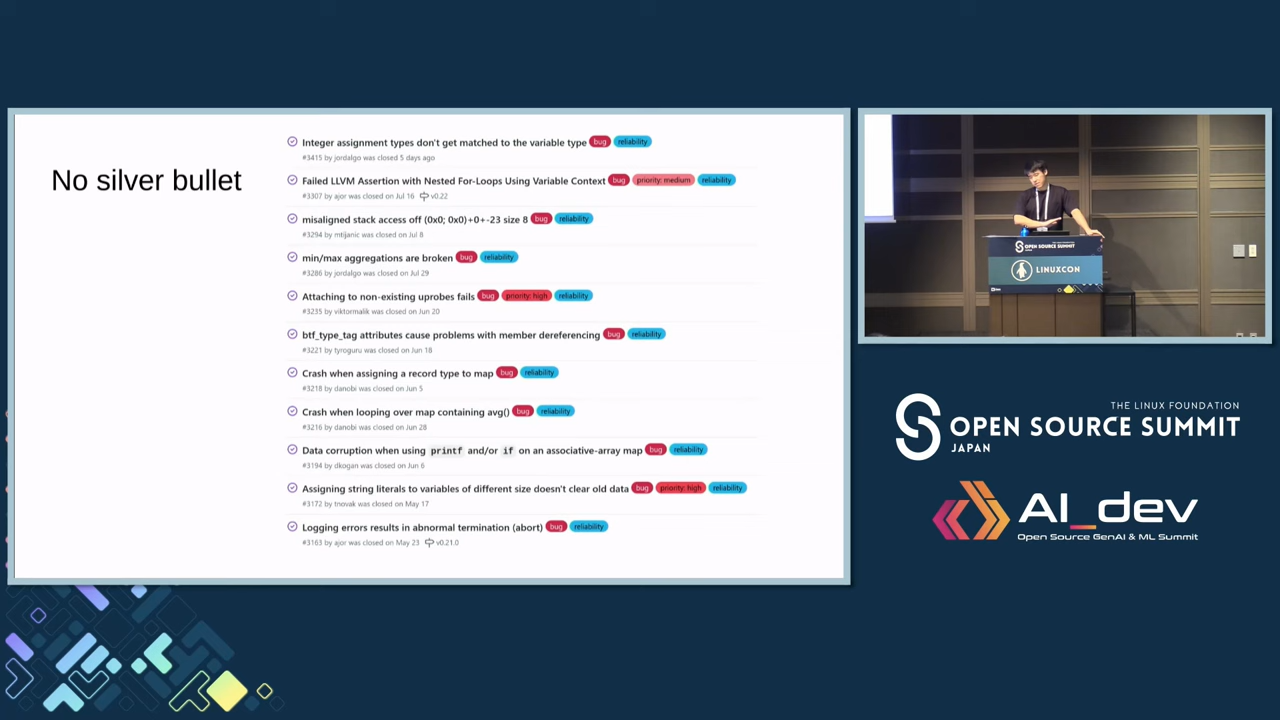 No silver bullet
Integer assignment types don't get matched to the variable type bug reliability
#3415 by jordalgo was closed 5 days ago
Failed LLVM Assertion with Nested For-Loops Using Variable Context bug priority: medium reliability
#3307 by ajor was closed on Jul 16 v0.22
misaligned stack access off (0x0; 0x0)+0+-23 size 8 bug reliability
#3294 by mtijanic was closed on Jul 8
min/max aggregations are broken bug reliability
#3286 by jordalgo was closed on Jul 29
Attaching to non-existing uprobes fails bug priority: high reliability
#3235 by viktormalik was closed on Jun 20
btf_type_tag attributes cause problems with member dereferencing bug reliability
#3221 by tyroguru was closed on Jun 18
Crash when assigning a record type to map bug reliability
#3218 by danobi was closed on Jun 5
Crash when looping over map containing avg() bug reliability
#3216 by danobi was closed on Jun 28
Data corruption when using printf and/or if on an associative-array map bug reliability
#3194 by dkogan was closed on Jun 6
Assigning string literals to variables of different size doesn't clear old data bug priority: high reliability
#3172 by tnovak was closed on May 17
Logging errors results in abnormal termination (abort) bug reliability
#3163 by ajor was closed on May 23 v0.21.0
OPEN SOURCE SUMMIT
LINUXCON
THE LINUX FOUNDATION
OPEN SOURCE SUMMIT
JAPAN
AI_dev
Open Source GenAI & ML Summit